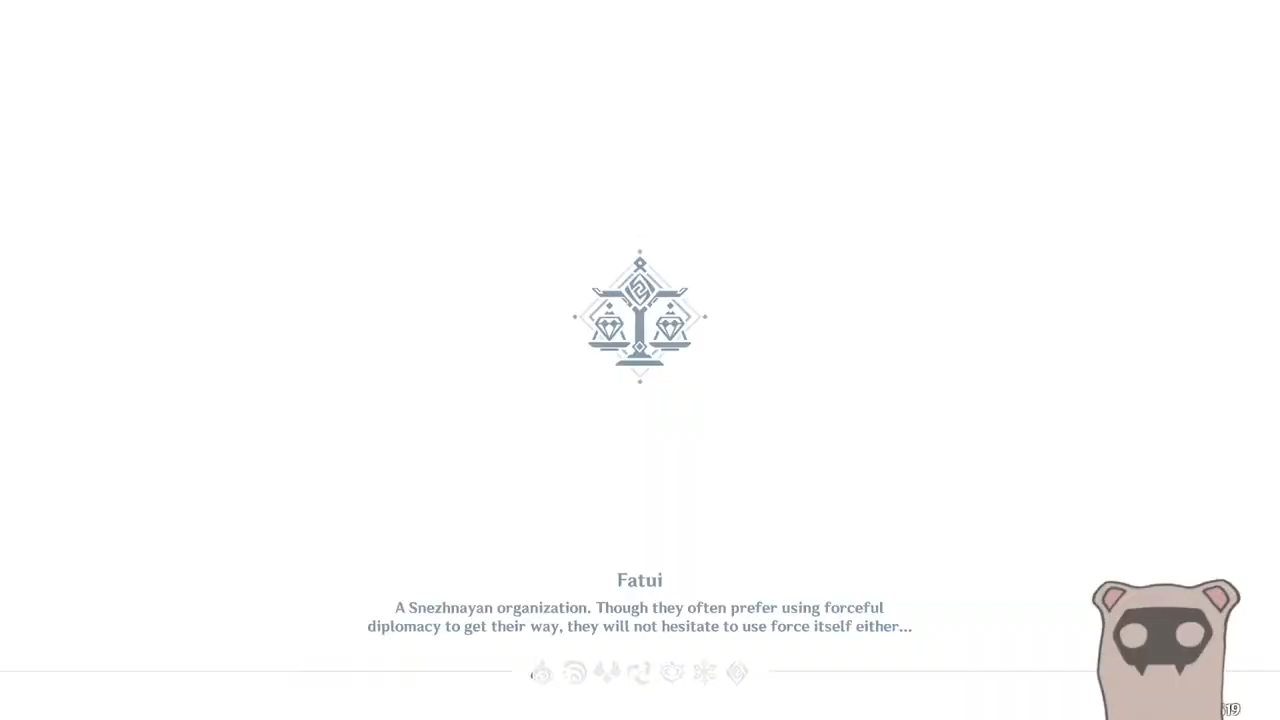 Fatui
A Snezhnayan organization. Though they often prefer using forceful
diplomacy to get their way, they will not hesitate to use force itself either...